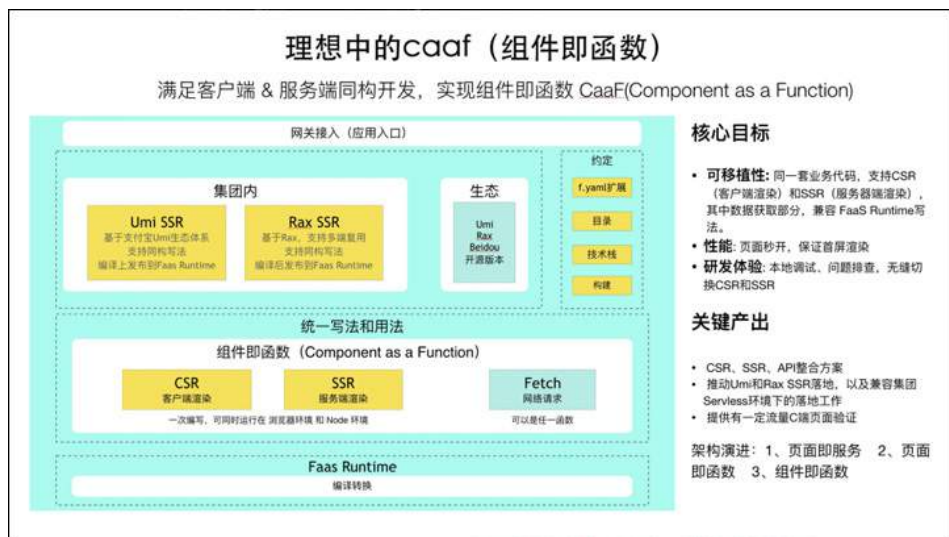 理想中的caaf（组件即函数）
满足客户端 & 服务端同构开发，实现组件即函数 CaaF(Component as a Function)
网关接入（应用入口）
集团内
Umi SSR
基于支付宝Umi生态体系
支持同构写法
编译上发布到Faas Runtime
Rax SSR
基于Rax，支持多端复用
支持同构写法
编译后发布到Faas Runtime
生态
Umi
Rax
Beidou
开源版本
约定
f.yaml扩展
目录
技术栈
构建
统一写法和用法
组件即函数（Component as a Function）
CSR
客户端渲染
SSR
服务端渲染
一次编写，可同时运行在 浏览器环境 和 Node 环境
Fetch
网络请求
可以是任一函数
Faas Runtime
编译转换
核心目标
• 可移植性: 同一套业务代码，支持CSR
（客户端渲染）和SSR（服务器端渲染），
其中数据获取部分，兼容 FaaS Runtime写
法。
• 性能: 页面秒开，保证首屏渲染
• 研发体验: 本地调试、问题排查，无缝切
换CSR和SSR
关键产出
• CSR、SSR、API整合方案
• 推动Umi和Rax SSR落地，以及兼容集团
Servless环境下的落地工作
• 提供有一定流量C端页面验证
架构演进：1、页面即服务 2、页面
即函数 3、组件即函数